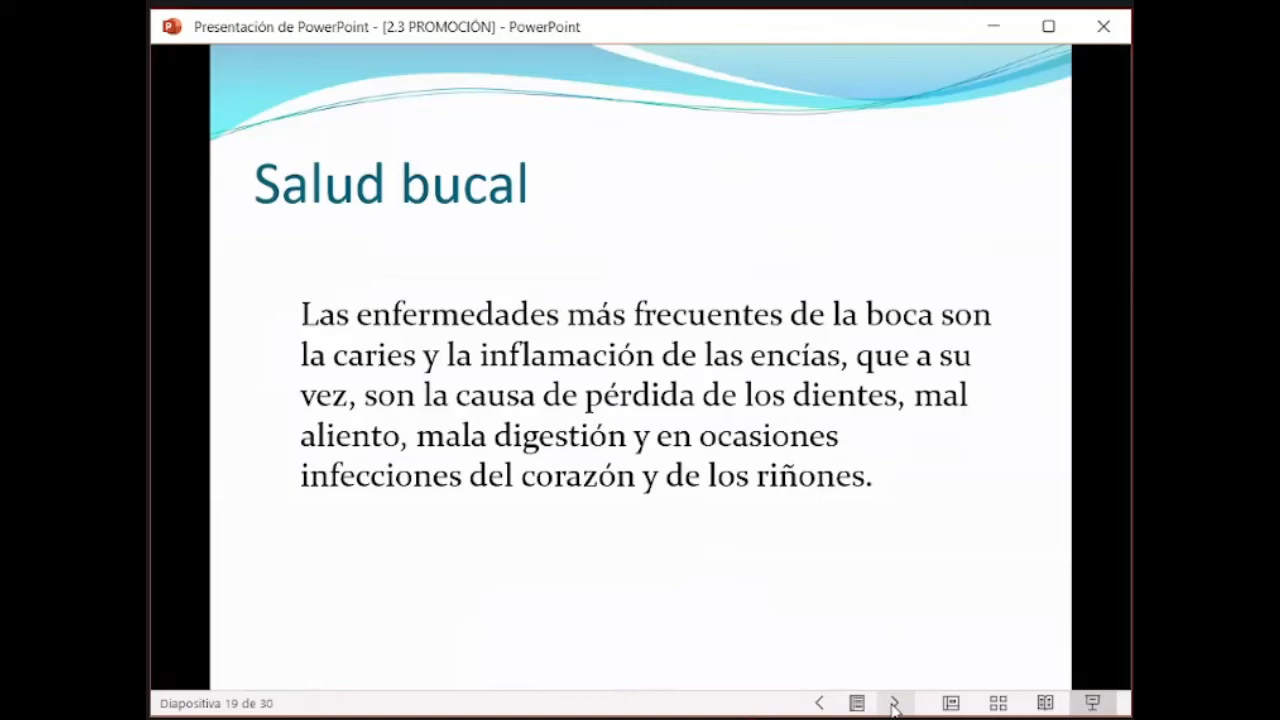 Presentación de PowerPoint - [2.3 PROMOCIÓN] - PowerPoint
Salud bucal
Las enfermedades más frecuentes de la boca son
la caries y la inflamación de las encías, que a su
vez, son la causa de pérdida de los dientes, mal
aliento, mala digestión y en ocasiones
infecciones del corazón y de los riñones.
Diapositiva 19 de 30